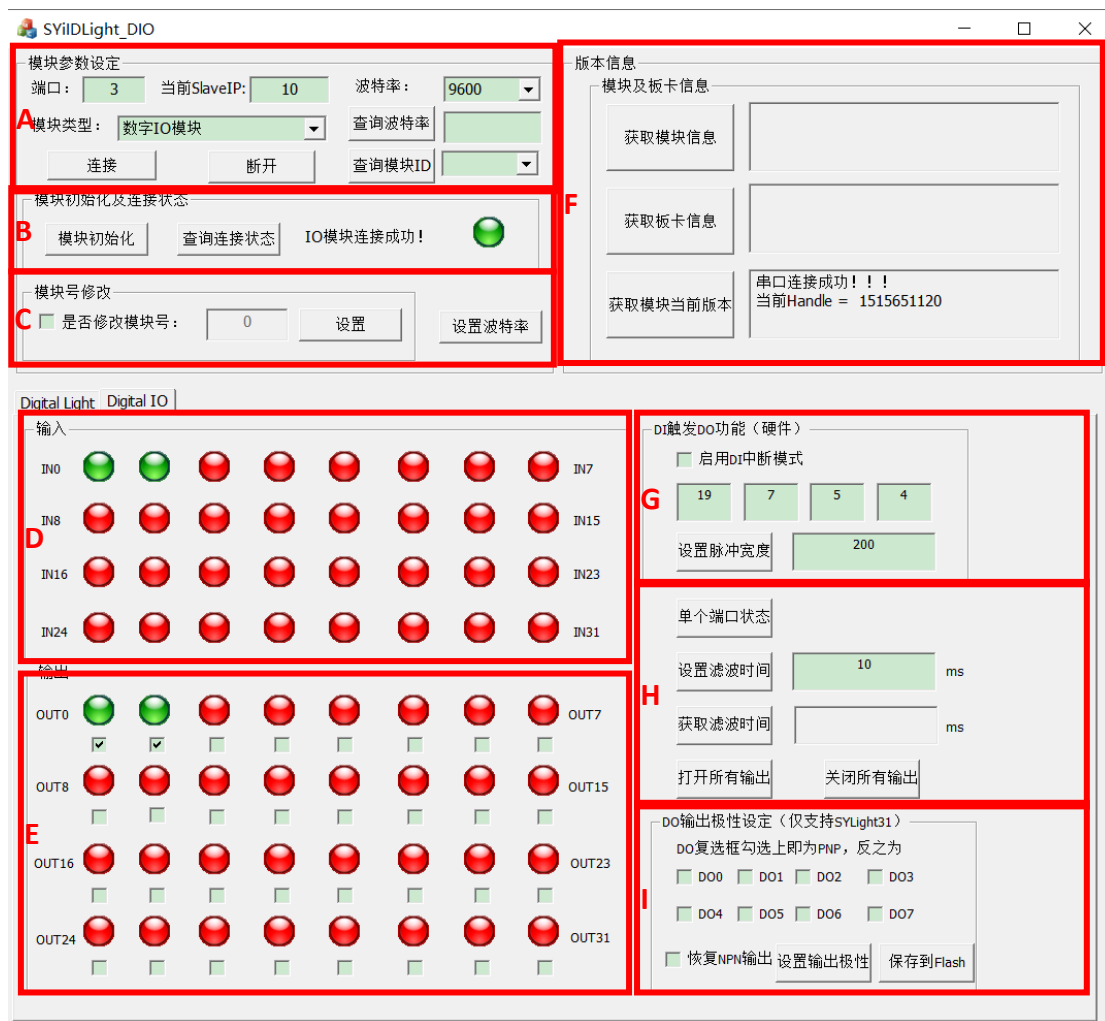 SYiIDLight_DIO
模块参数设定
端口： 3 当前SlaveIP: 10 波特率： 9600
A
模块类型： 数字IO模块 查询波特率
连接 断开 查询模块ID
模块初始化及连接状态
B
模块初始化 查询连接状态 IO模块连接成功！
模块号修改
C
是否修改模块号： 0 设置 设置波特率
版本信息
模块及板卡信息
获取模块信息
F
获取板卡信息
获取模块当前版本
串口连接成功！！！
当前Handle = 1515651120
Digital Light Digital IO
输入
IN0 IN7
IN8 IN15
D
IN16 IN23
IN24 IN31
输出
OUT0 OUT7
OUT8 OUT15
E
OUT16 OUT23
OUT24 OUT31
DI触发DO功能（硬件）
启用DI中断模式
G
19 7 5 4
设置脉冲宽度 200
单个端口状态
设置滤波时间 10 ms
H
获取滤波时间 ms
打开所有输出 关闭所有输出
DO输出极性设定（仅支持SYLight31）
DO复选框勾选上即为PNP，反之为
DO0 DO1 DO2 DO3
I
DO4 DO5 DO6 DO7
恢复NPN输出 设置输出极性 保存到Flash